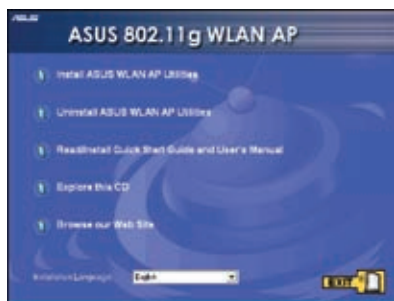 ASUS
ASUS 802.11g WLAN AP
Install ASUS WLAN AP Utilities
Uninstall ASUS WLAN AP Utilities
Read/Install Quick Start Guide and User's Manual
Explore this CD
Browse our Web Site
Installation Language: English
EXIT